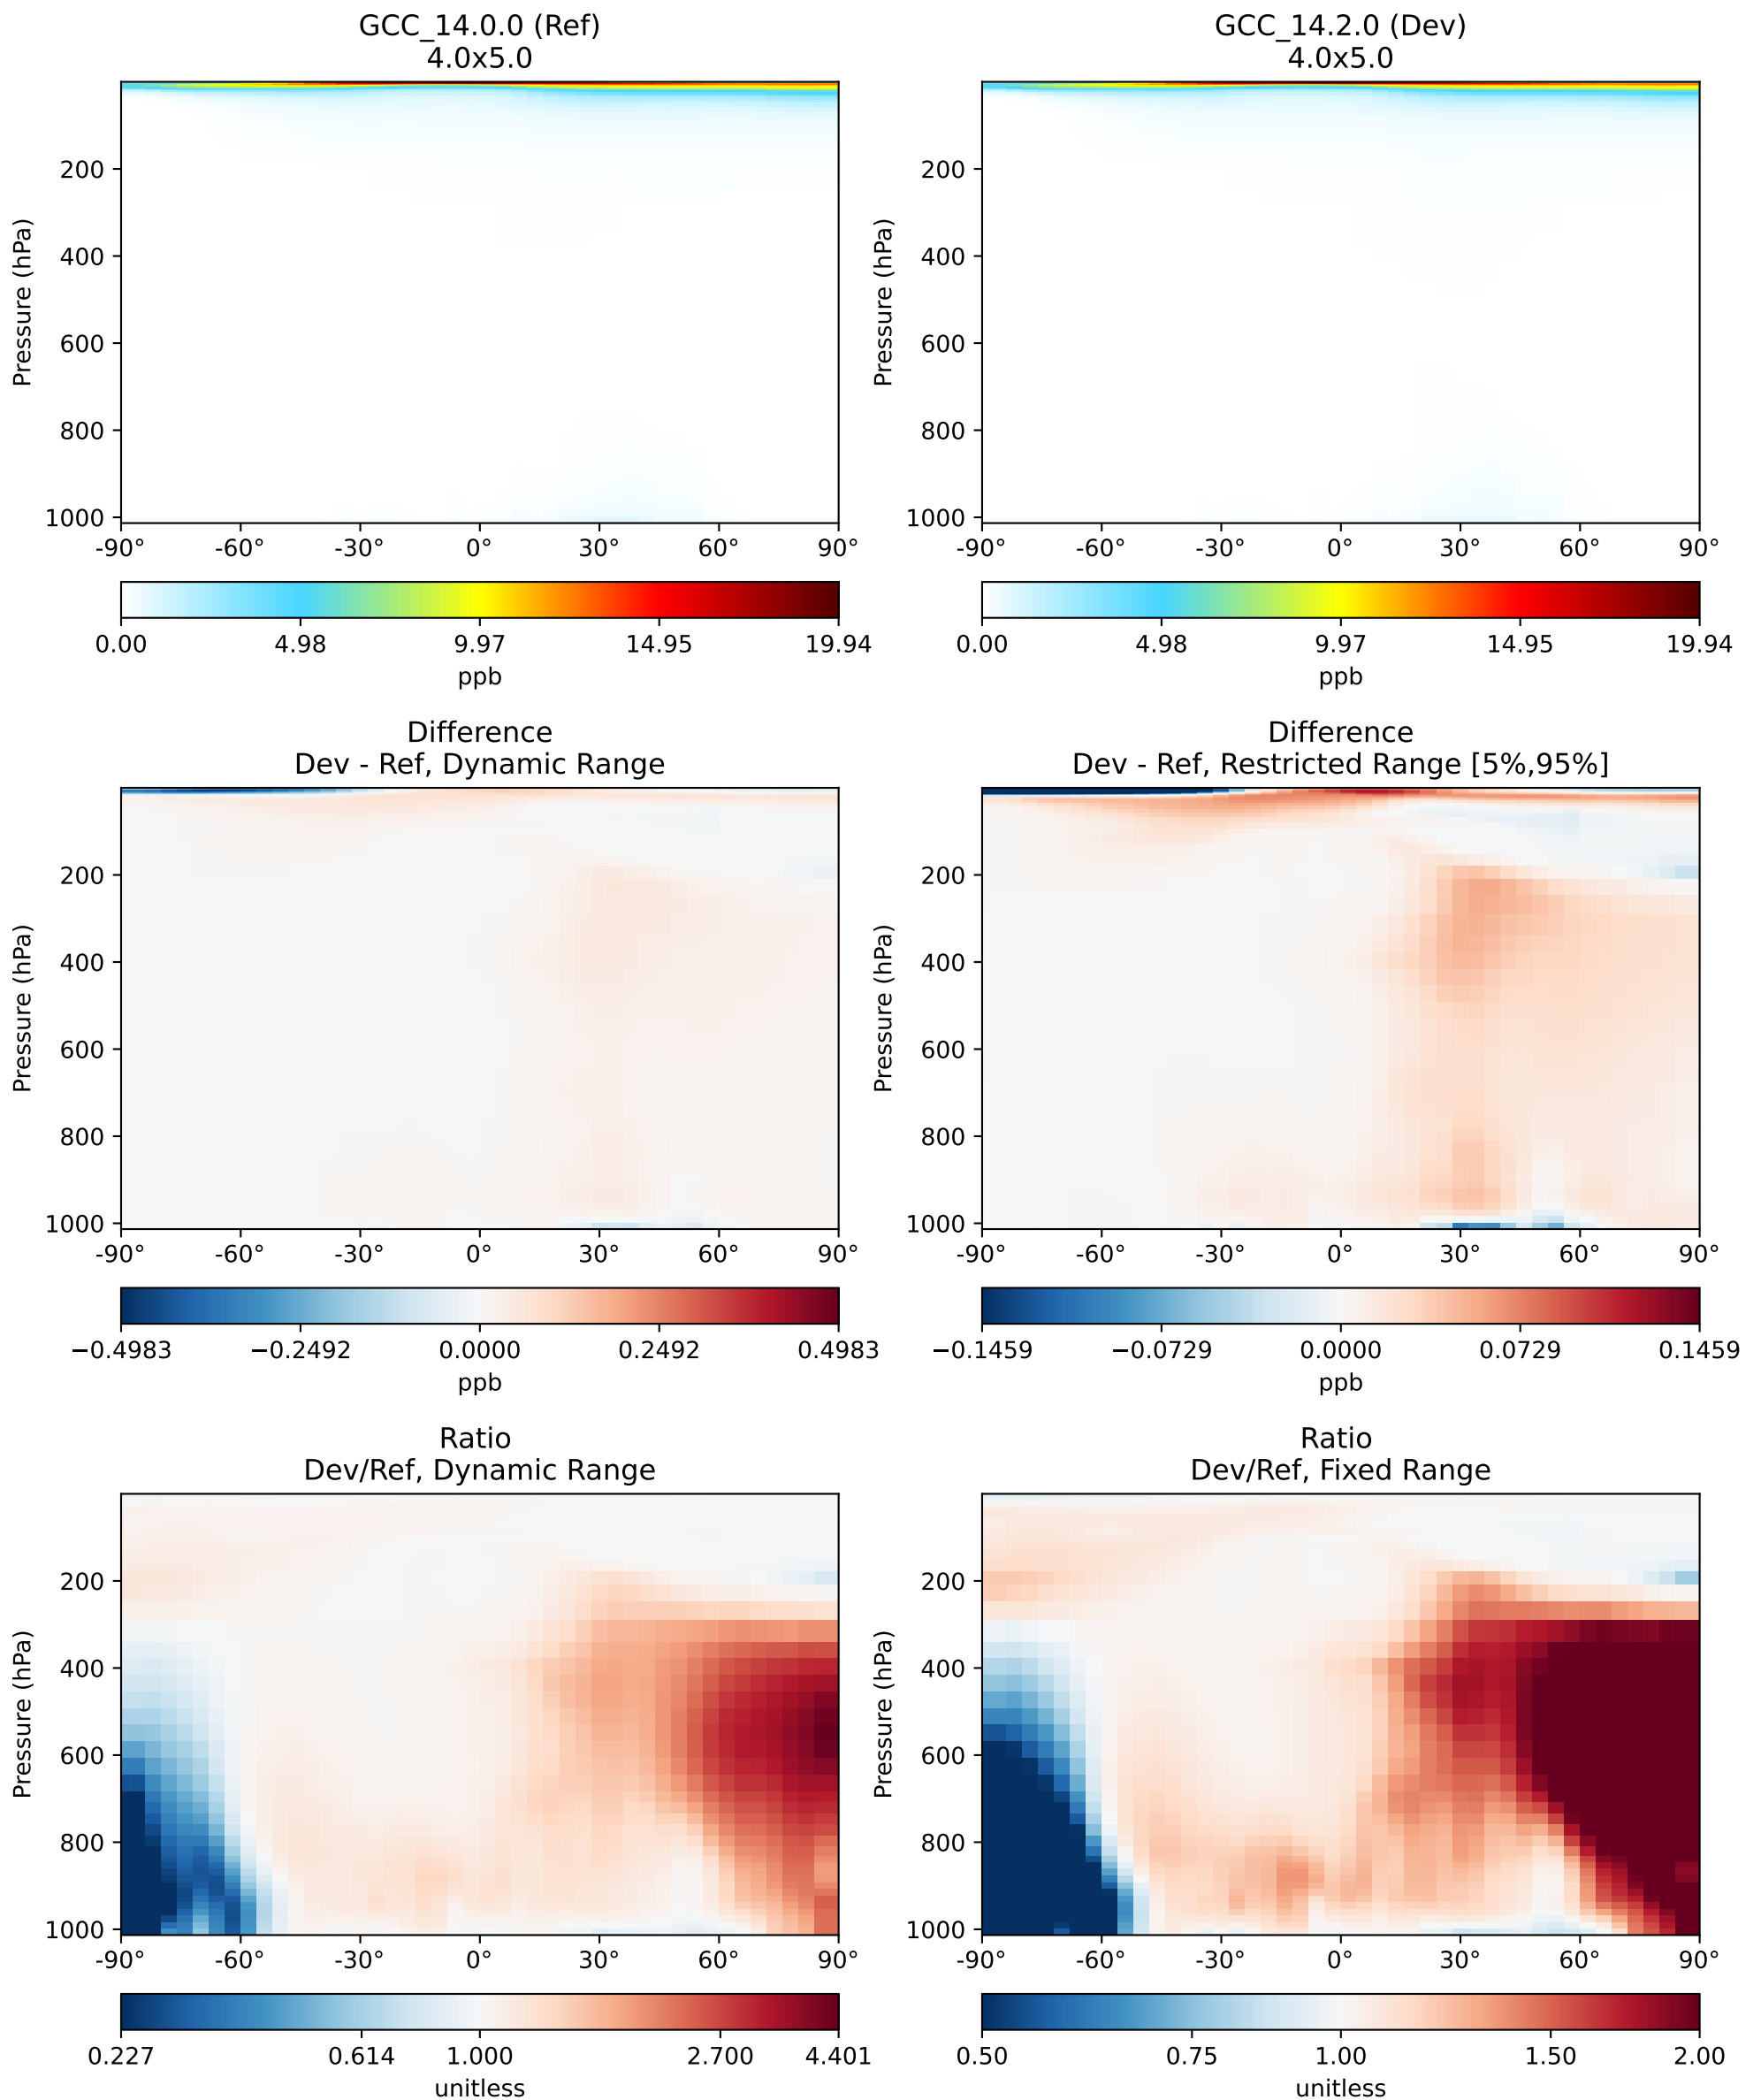 GCC_14.0.0 (Ref)
4.0x5.0
GCC_14.2.0 (Dev)
4.0x5.0
Pressure (hPa)
200
400
600
800
1000
-90° -60° -30° 0° 30° 60° 90°
0.00 4.98 9.97 14.95 19.94
ppb
Pressure (hPa)
200
400
600
800
1000
-90° -60° -30° 0° 30° 60° 90°
0.00 4.98 9.97 14.95 19.94
ppb
Difference
Dev - Ref, Dynamic Range
Difference
Dev - Ref, Restricted Range [5%,95%]
Pressure (hPa)
200
400
600
800
1000
-90° -60° -30° 0° 30° 60° 90°
−0.4983 −0.2492 0.0000 0.2492 0.4983
ppb
Pressure (hPa)
200
400
600
800
1000
-90° -60° -30° 0° 30° 60° 90°
−0.1459 −0.0729 0.0000 0.0729 0.1459
ppb
Ratio
Dev/Ref, Dynamic Range
Ratio
Dev/Ref, Fixed Range
Pressure (hPa)
200
400
600
800
1000
-90° -60° -30° 0° 30° 60° 90°
0.227 0.614 1.000 2.700 4.401
unitless
Pressure (hPa)
200
400
600
800
1000
-90° -60° -30° 0° 30° 60° 90°
0.50 0.75 1.00 1.50 2.00
unitless